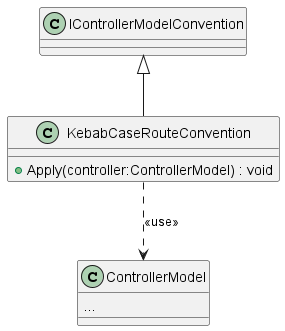 C IControllerModelConvention
C KebabCaseRouteConvention
Apply(controller:ControllerModel) : void
«use»
C ControllerModel
...